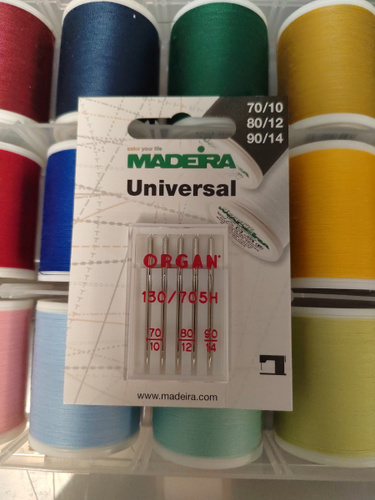 70/10
80/12
90/14
color your life
MADEIRA
Universal
ORGAN
130/705H
70 80 90
10 12 14
www.madeira.com